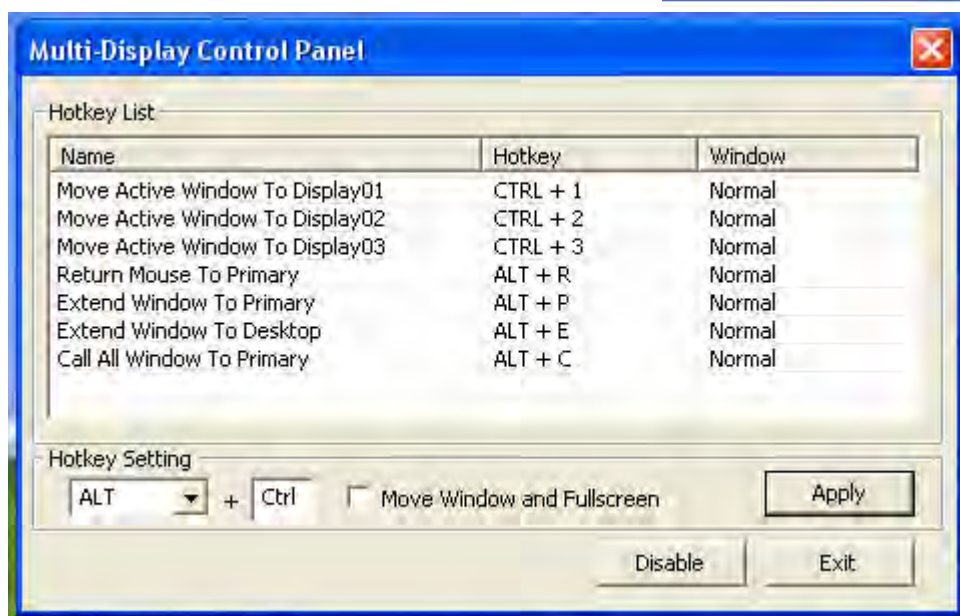 Multi-Display Control Panel
Hotkey List
Name Hotkey Window
Move Active Window To Display01 CTRL + 1 Normal
Move Active Window To Display02 CTRL + 2 Normal
Move Active Window To Display03 CTRL + 3 Normal
Return Mouse To Primary ALT + R Normal
Extend Window To Primary ALT + P Normal
Extend Window To Desktop ALT + E Normal
Call All Window To Primary ALT + C Normal
Hotkey Setting
ALT + Ctrl Move Window and Fullscreen Apply
Disable Exit